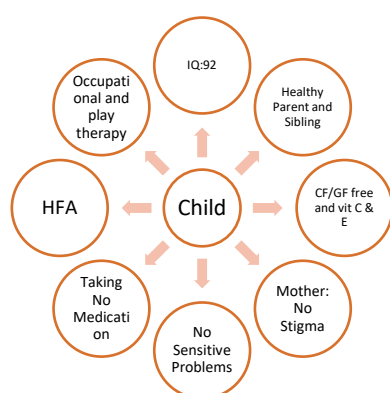 IQ:92
Healthy
Parent and
Sibling
CF/GF free
and vit C &
E
Mother:
No
Stigma
No
Sensitive
Problems
Taking
No
Medicati
on
HFA
Occupati
onal and
play
therapy
Child